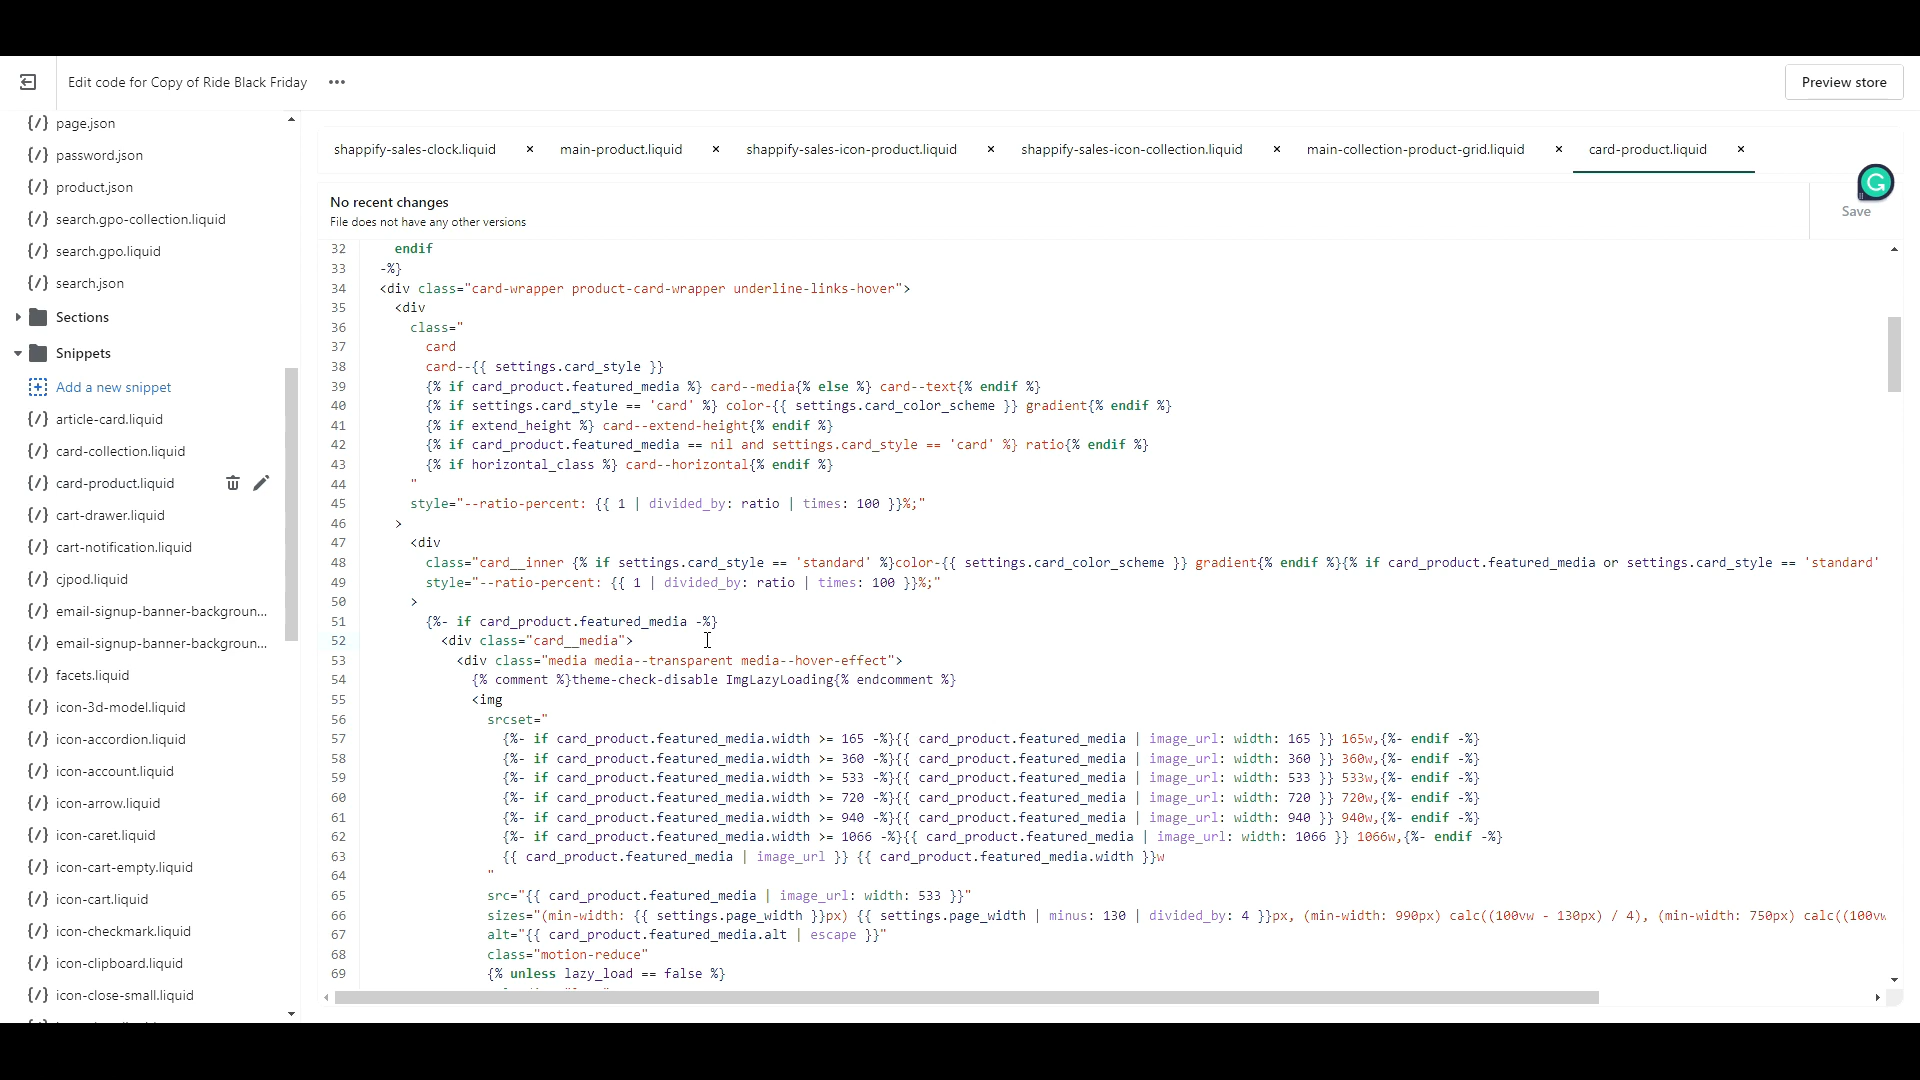 Edit code for Copy of Ride Black Friday
Preview store
{/} page.json
{/} password.json
{/} product.json
{/} search.gpo-collection.liquid
{/} search.gpo.liquid
{/} search.json
Sections
Snippets
Add a new snippet
{/} article-card.liquid
{/} card-collection.liquid
{/} card-product.liquid
{/} cart-drawer.liquid
{/} cart-notification.liquid
{/} cjpod.liquid
{/} email-signup-banner-backgroun...
{/} email-signup-banner-backgroun...
{/} facets.liquid
{/} icon-3d-model.liquid
{/} icon-accordion.liquid
{/} icon-account.liquid
{/} icon-arrow.liquid
{/} icon-caret.liquid
{/} icon-cart-empty.liquid
{/} icon-cart.liquid
{/} icon-checkmark.liquid
{/} icon-clipboard.liquid
{/} icon-close-small.liquid
shappify-sales-clock.liquid × main-product.liquid × shappify-sales-icon-product.liquid × shappify-sales-icon-collection.liquid × main-collection-product-grid.liquid × card-product.liquid ×
No recent changes
File does not have any other versions
Save
32 endif
33 -%}
34 <div class="card-wrapper product-card-wrapper underline-links-hover">
35 <div
36 class="
37 card
38 card--{{ settings.card_style }}
39 {% if card_product.featured_media %} card--media{% else %} card--text{% endif %}
40 {% if settings.card_style == 'card' %} color-{{ settings.card_color_scheme }} gradient{% endif %}
41 {% if extend_height %} card--extend-height{% endif %}
42 {% if card_product.featured_media == nil and settings.card_style == 'card' %} ratio{% endif %}
43 {% if horizontal_class %} card--horizontal{% endif %}
44 "
45 style="--ratio-percent: {{ 1 | divided_by: ratio | times: 100 }}%;"
46 >
47 <div
48 class="card__inner {% if settings.card_style == 'standard' %}color-{{ settings.card_color_scheme }} gradient{% endif %}{% if card_product.featured_media or settings.card_style == 'standard'
49 style="--ratio-percent: {{ 1 | divided_by: ratio | times: 100 }}%;"
50 >
51 {%- if card_product.featured_media -%}
52 <div class="card__media">
53 <div class="media media--transparent media--hover-effect">
54 {% comment %}theme-check-disable ImgLazyLoading{% endcomment %}
55 <img
56 srcset="
57 {%- if card_product.featured_media.width >= 165 -%}{{ card_product.featured_media | image_url: width: 165 }} 165w,{%- endif -%}
58 {%- if card_product.featured_media.width >= 360 -%}{{ card_product.featured_media | image_url: width: 360 }} 360w,{%- endif -%}
59 {%- if card_product.featured_media.width >= 533 -%}{{ card_product.featured_media | image_url: width: 533 }} 533w,{%- endif -%}
60 {%- if card_product.featured_media.width >= 720 -%}{{ card_product.featured_media | image_url: width: 720 }} 720w,{%- endif -%}
61 {%- if card_product.featured_media.width >= 940 -%}{{ card_product.featured_media | image_url: width: 940 }} 940w,{%- endif -%}
62 {%- if card_product.featured_media.width >= 1066 -%}{{ card_product.featured_media | image_url: width: 1066 }} 1066w,{%- endif -%}
63 {{ card_product.featured_media | image_url }} {{ card_product.featured_media.width }}w
64 "
65 src="{{ card_product.featured_media | image_url: width: 533 }}"
66 sizes="(min-width: {{ settings.page_width }}px) {{ settings.page_width | minus: 130 | divided_by: 4 }}px, (min-width: 990px) calc((100vw - 130px) / 4), (min-width: 750px) calc((100vw
67 alt="{{ card_product.featured_media.alt | escape }}"
68 class="motion-reduce"
69 {% unless lazy_load == false %}